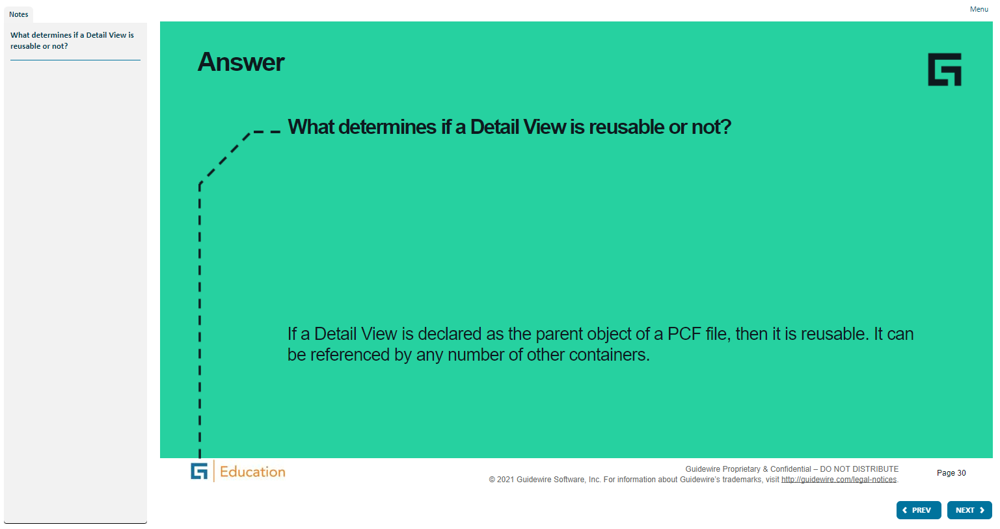 Notes
Menu
What determines if a Detail View is
reusable or not?
Answer
What determines if a Detail View is reusable or not?
If a Detail View is declared as the parent object of a PCF file, then it is reusable. It can
be referenced by any number of other containers.
Education
Guidewire Proprietary & Confidential – DO NOT DISTRIBUTE
© 2021 Guidewire Software, Inc. For information about Guidewire's trademarks, visit http://guidewire.com/legal-notices.
Page 30
PREV
NEXT